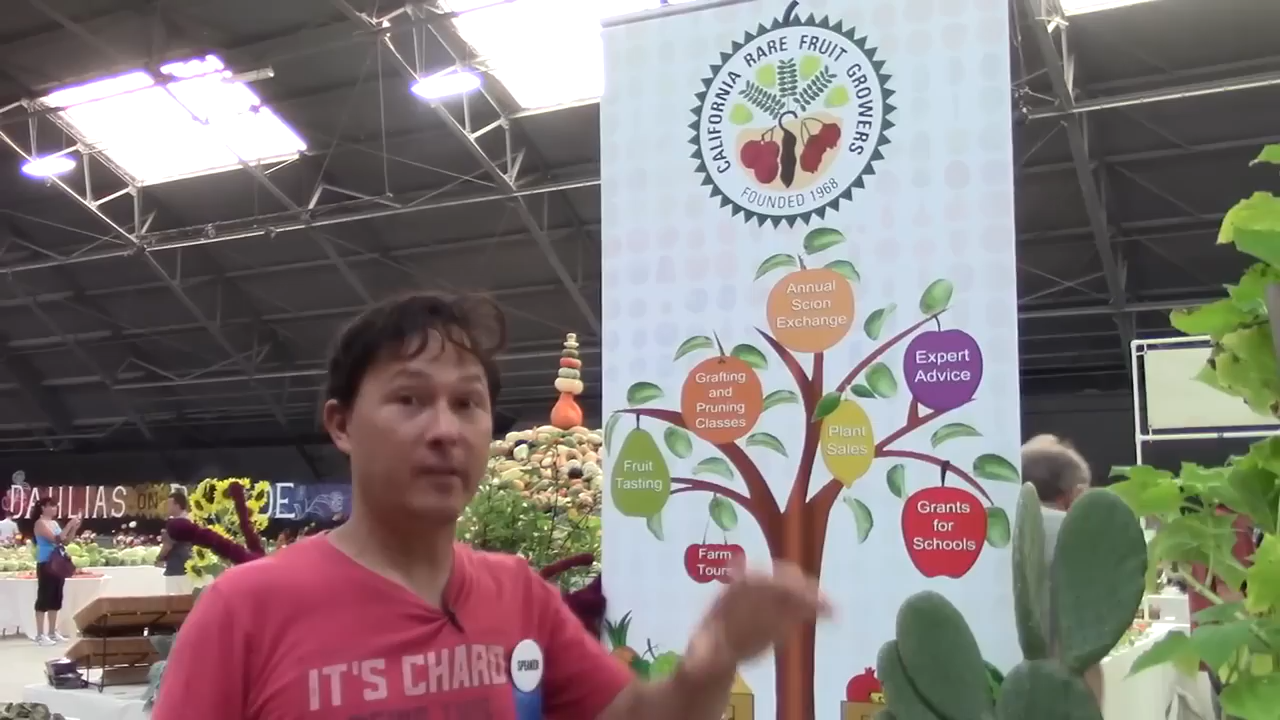 CALIFORNIA RARE FRUIT GROWERS
FOUNDED 1968
Annual
Scion
Exchange
Expert
Advice
Grafting
and
Pruning
Classes
Plant
Sales
Fruit
Tasting
Grants
for
Schools
Farm
Tours
DAHLIAS ON
IT'S CHARD
SPEAKER